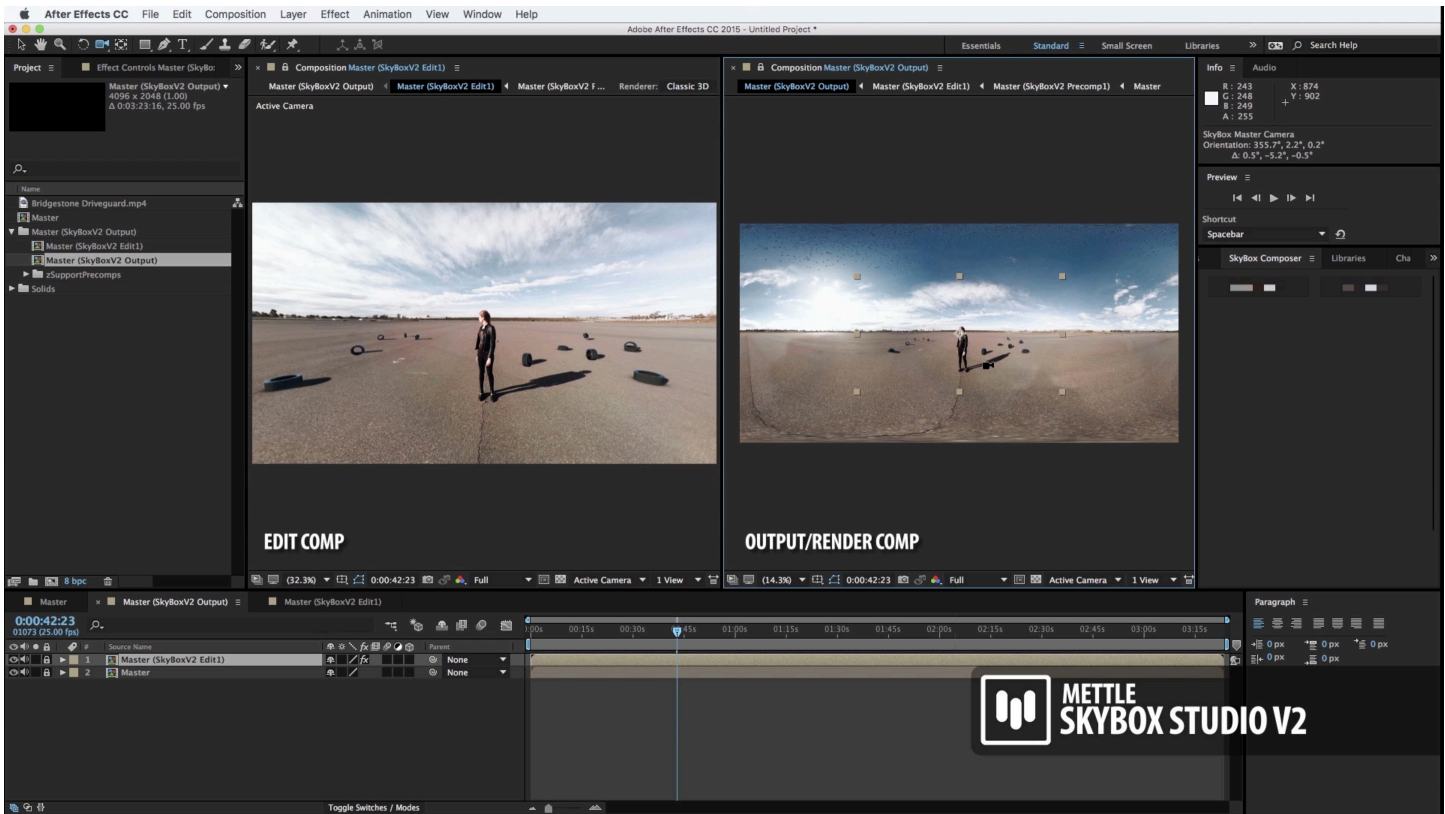 After Effects CC File Edit Composition Layer Effect Animation View Window Help
Adobe After Effects CC 2015 - Untitled Project *
Essentials Standard Small Screen Libraries Search Help
Project Effect Controls Master (SkyBo:
Master (SkyBoxV2 Output)
4096 x 2048 (1.00)
Δ 0:03:23:16, 25.00 fps
Name
Bridgestone Driveguard.mp4
Master
Master (SkyBoxV2 Output)
Master (SkyBoxV2 Edit1)
Master (SkyBoxV2 Output)
zSupportPrecomps
Solids
8 bpc
Composition Master (SkyBoxV2 Edit1)
Master (SkyBoxV2 Output) Master (SkyBoxV2 Edit1) Master (SkyBoxV2 F ... Renderer: Classic 3D
Active Camera
EDIT COMP
(32.3%) 0:00:42:23 Full Active Camera 1 View
Composition Master (SkyBoxV2 Output)
Master (SkyBoxV2 Output) Master (SkyBoxV2 Edit1) Master (SkyBoxV2 Precomp1) Master
OUTPUT/RENDER COMP
(14.3%) 0:00:42:23 Full Active Camera 1 View
Info Audio
R : 243 X : 874
G : 248 Y : 902
B : 249
A : 255
SkyBox Master Camera
Orientation: 355.7°, 2.2°, 0.2°
Δ: 0.5°, -5.2°, -0.5°
Preview
Shortcut
Spacebar
SkyBox Composer Libraries Cha
Master Master (SkyBoxV2 Output) Master (SkyBoxV2 Edit1)
0:00:42:23
01073 (25.00 fps)
):00s 00:15s 00:30s 45s 01:00s 01:15s 01:30s 01:45s 02:00s 02:15s 02:30s 02:45s 03:00s 03:15s
# Source Name Parent
1 Master (SkyBoxV2 Edit1) fx None
2 Master None
Toggle Switches / Modes
Paragraph
0 px 0 px 0 px
0 px 0 px
METTLE
SKYBOX STUDIO V2